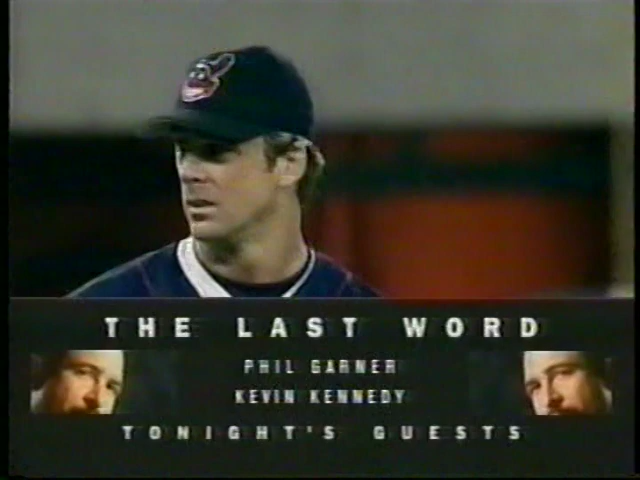 THE LAST WORD
PHIL GARNER
KEVIN KENNEDY
TONIGHT'S GUESTS